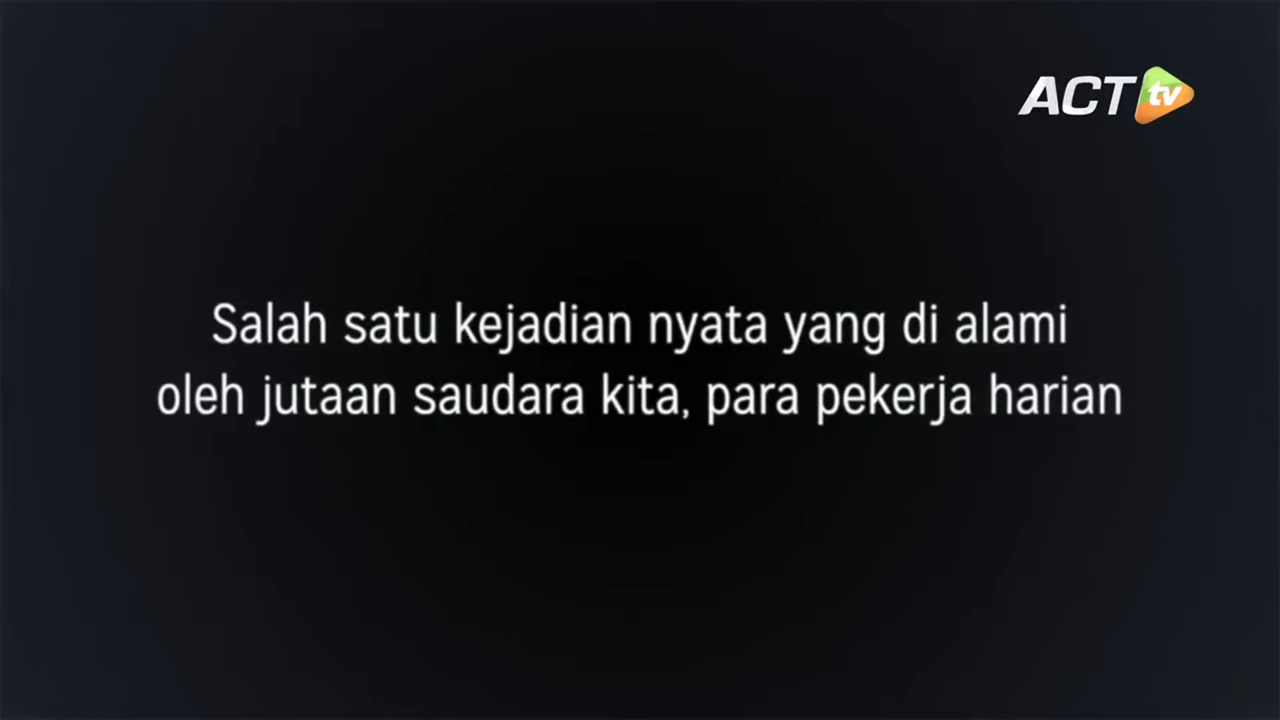 ACT tv
Salah satu kejadian nyata yang di alami
oleh jutaan saudara kita, para pekerja harian